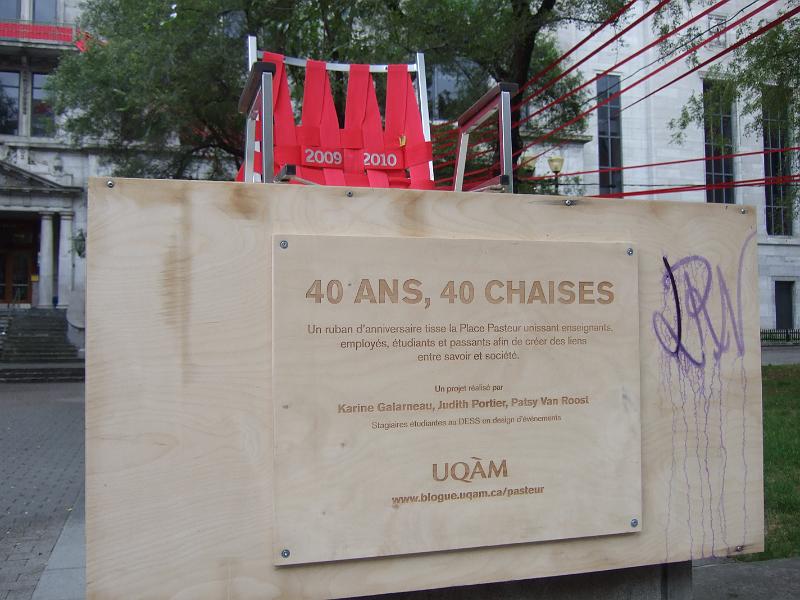 2009 2010
40 ANS, 40 CHAISES
Un ruban d'anniversaire tisse la Place Pasteur unissant enseignants,
employés, étudiants et passants afin de créer des liens
entre savoir et société.
Un projet réalisé par
Karine Galarneau, Judith Portier, Patsy Van Roost
Stagiaires étudiantes au DESS en design d'événements
UQÀM
www.blogue.uqam.ca/pasteur